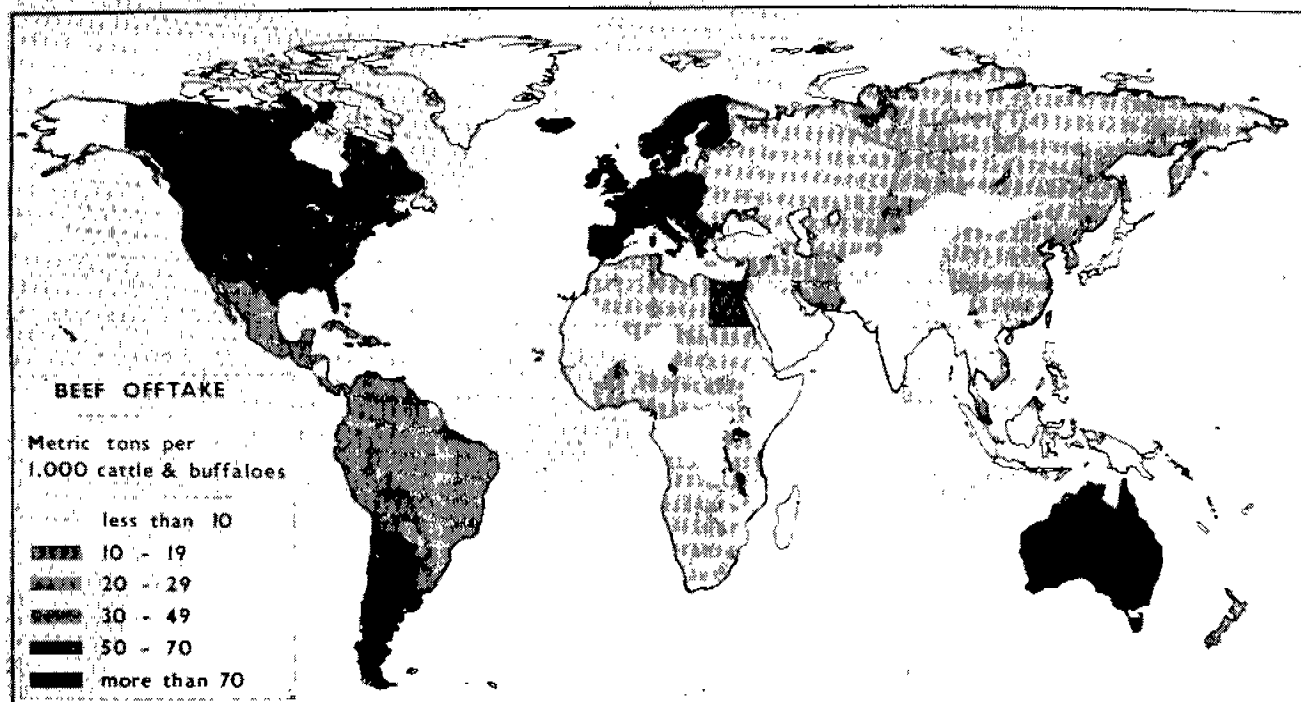 BEEF OFFTAKE
Metric tons per
1,000 cattle & buffaloes
less than 10
10 - 19
20 - 29
30 - 49
50 - 70
more than 70